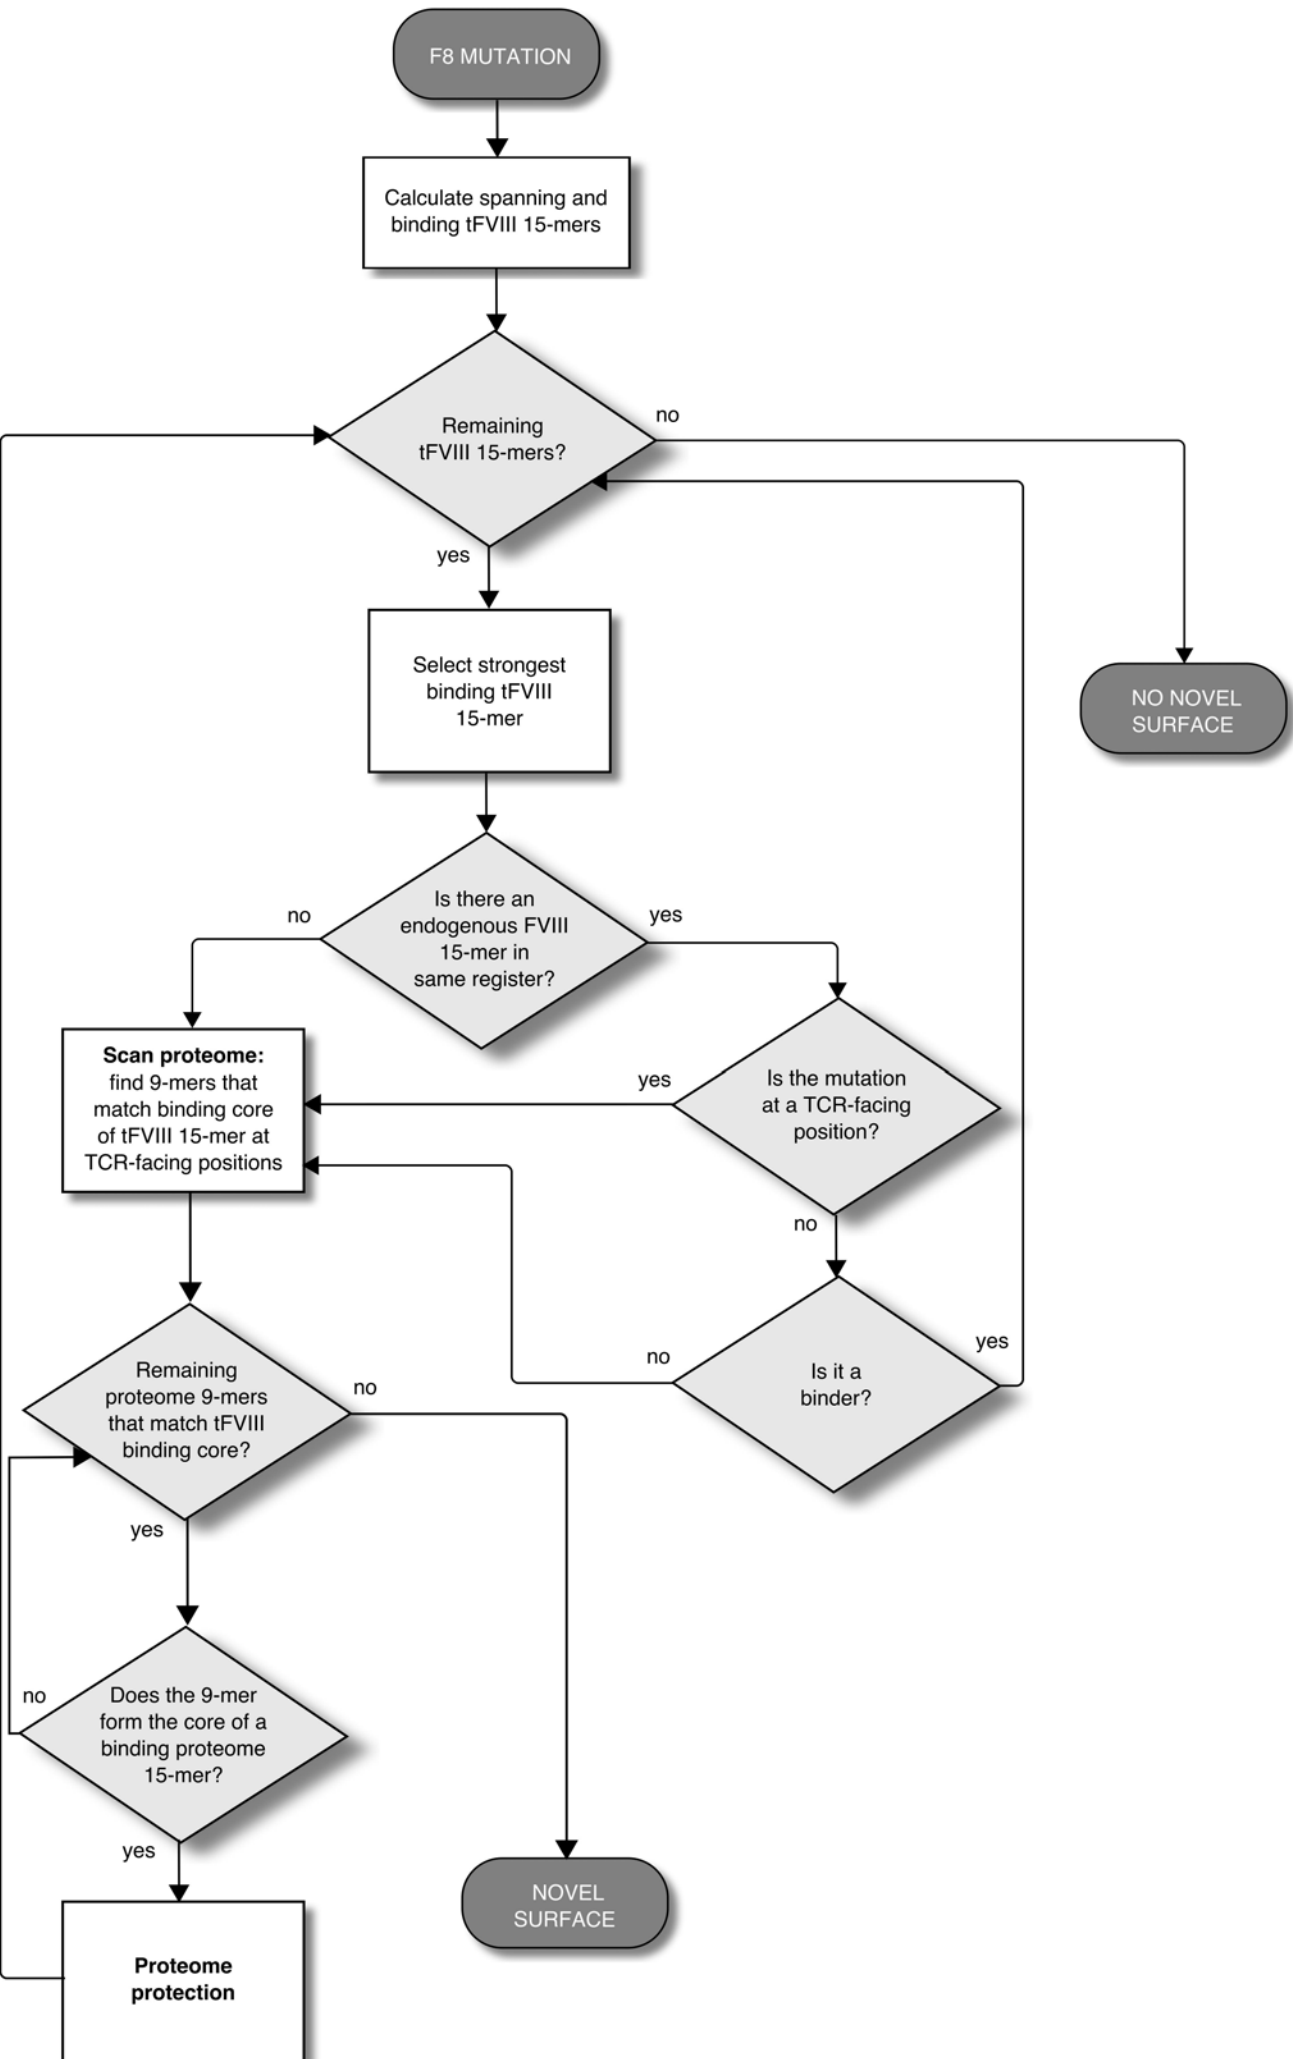 F8 MUTATION
Calculate spanning and
binding tFVIII 15-mers
Remaining
tFVIII 15-mers?
no
yes
Select strongest
binding tFVIII
15-mer
NO NOVEL
SURFACE
Is there an
endogenous FVIII
15-mer in
same register?
no
yes
Scan proteome:
find 9-mers that
match binding core
of tFVIII 15-mer at
TCR-facing positions
yes
Is the mutation
at a TCR-facing
position?
no
Is it a
binder?
no
yes
Remaining
proteome 9-mers
that match tFVIII
binding core?
no
yes
Does the 9-mer
form the core of a
binding proteome
15-mer?
no
yes
NOVEL
SURFACE
Proteome
protection